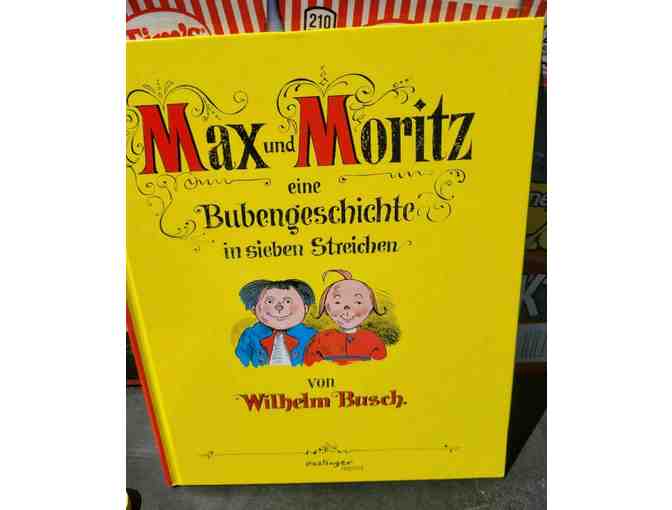 210
Max und Moritz
eine
Bubengeschichte
in sieben Streichen
von
Wilhelm Busch.
esslinger